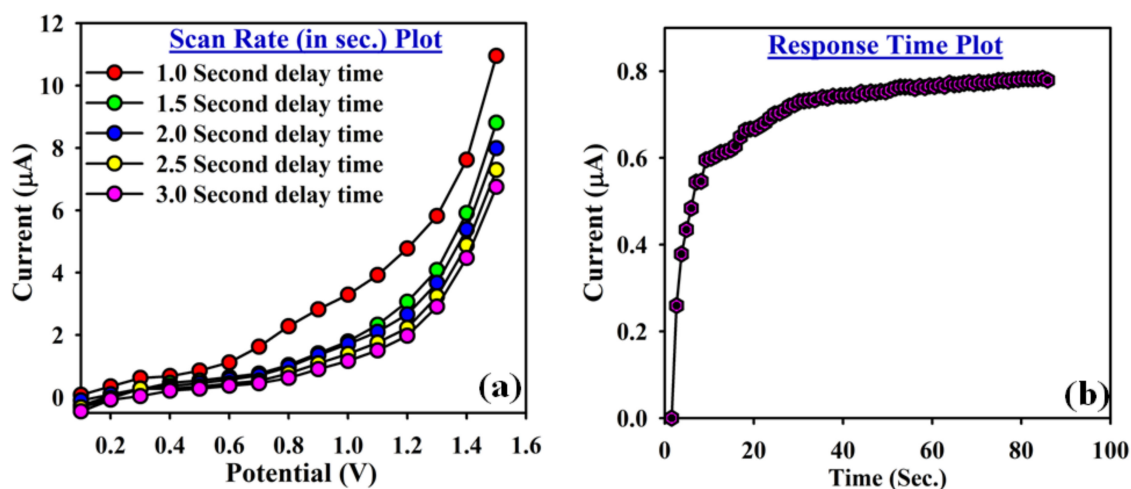 Scan Rate (in sec.) Plot
1.0 Second delay time
1.5 Second delay time
2.0 Second delay time
2.5 Second delay time
3.0 Second delay time
Current (μA)
12
10
8
6
4
2
0
0.2 0.4 0.6 0.8 1.0 1.2 1.4 1.6
Potential (V)
(a)
Response Time Plot
Current (μA)
0.8
0.6
0.4
0.2
0.0
0 20 40 60 80 100
Time (Sec.)
(b)